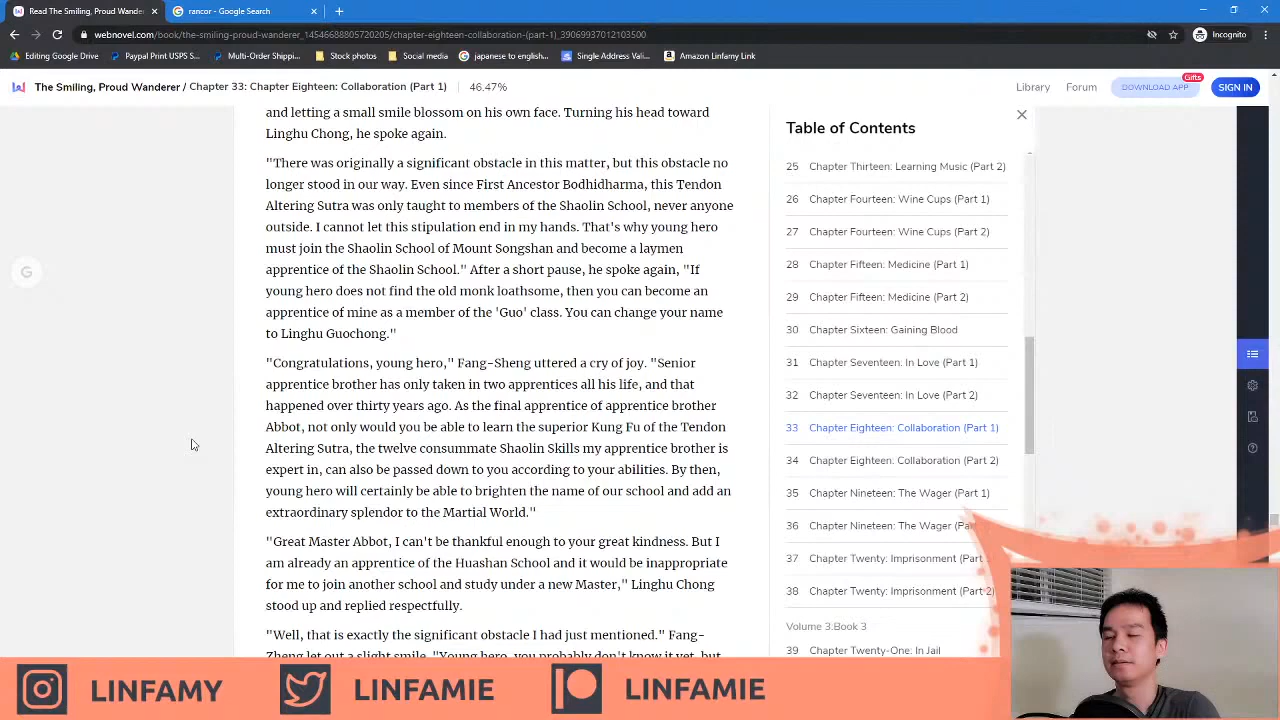 Read The Smiling, Proud Wander
rancor - Google Search
Incognito
webnovel.com/book/the-smiling-proud-wanderer_14546688805720205/chapter-eighteen-collaboration-(part-1)_39069937012103500
Editing Google Drive
Paypal Print USPS S...
Multi-Order Shippi...
Stock photos
Social media
japanese to english...
Single Address Vali...
Amazon Linfamy Link
The Smiling, Proud Wanderer / Chapter 33: Chapter Eighteen: Collaboration (Part 1)
46.47%
Library
Forum
DOWNLOAD APP
Gifts
SIGN IN
and letting a small smile blossom on his own face. Turning his head toward
Linghu Chong, he spoke again.
"There was originally a significant obstacle in this matter, but this obstacle no
longer stood in our way. Even since First Ancestor Bodhidharma, this Tendon
Altering Sutra was only taught to members of the Shaolin School, never anyone
outside. I cannot let this stipulation end in my hands. That's why young hero
must join the Shaolin School of Mount Songshan and become a laymen
apprentice of the Shaolin School." After a short pause, he spoke again, "If
young hero does not find the old monk loathsome, then you can become an
apprentice of mine as a member of the 'Guo' class. You can change your name
to Linghu Guochong."
"Congratulations, young hero," Fang-Sheng uttered a cry of joy. "Senior
apprentice brother has only taken in two apprentices all his life, and that
happened over thirty years ago. As the final apprentice of apprentice brother
Abbot, not only would you be able to learn the superior Kung Fu of the Tendon
Altering Sutra, the twelve consummate Shaolin Skills my apprentice brother is
expert in, can also be passed down to you according to your abilities. By then,
young hero will certainly be able to brighten the name of our school and add an
extraordinary splendor to the Martial World."
"Great Master Abbot, I can't be thankful enough to your great kindness. But I
am already an apprentice of the Huashan School and it would be inappropriate
for me to join another school and study under a new Master," Linghu Chong
stood up and replied respectfully.
"Well, that is exactly the significant obstacle I had just mentioned." Fang-
Zheng let out a slight smile. "Young hero, you probably don't know it yet, but
Table of Contents
25 Chapter Thirteen: Learning Music (Part 2)
26 Chapter Fourteen: Wine Cups (Part 1)
27 Chapter Fourteen: Wine Cups (Part 2)
28 Chapter Fifteen: Medicine (Part 1)
29 Chapter Fifteen: Medicine (Part 2)
30 Chapter Sixteen: Gaining Blood
31 Chapter Seventeen: In Love (Part 1)
32 Chapter Seventeen: In Love (Part 2)
33 Chapter Eighteen: Collaboration (Part 1)
34 Chapter Eighteen: Collaboration (Part 2)
35 Chapter Nineteen: The Wager (Part 1)
36 Chapter Nineteen: The Wager (Pa
37 Chapter Twenty: Imprisonment (Part
38 Chapter Twenty: Imprisonment (Part 2)
Volume 3:Book 3
39 Chapter Twenty-One: In Jail
G
LINFAMY
LINFAMIE
LINFAMIE